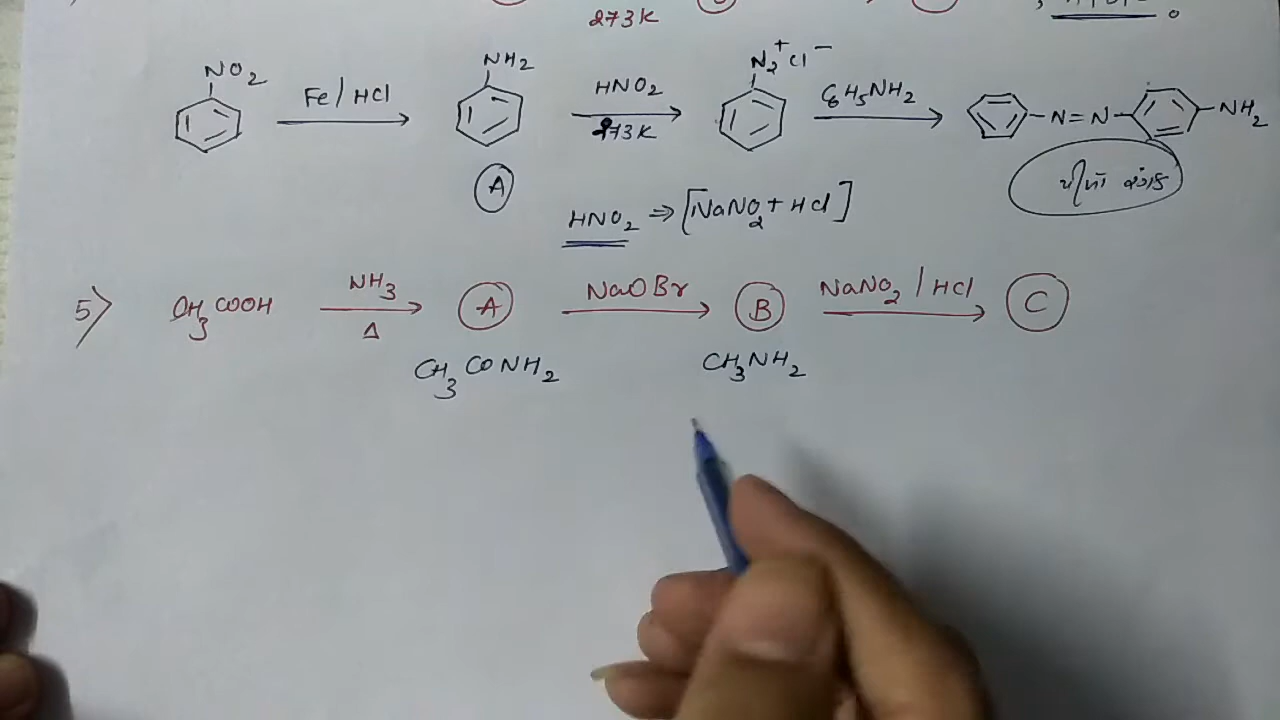 273K
NO2 Fe/HCl NH2 HNO2 273K N2+Cl− C6H5NH2 N=N NH2
A પીળો રંગક
HNO2 ⇒ [NaNO2 + HCl]
5) CH3COOH NH3 Δ A NaOBr B NaNO2/HCl C
CH3CONH2 CH3NH2